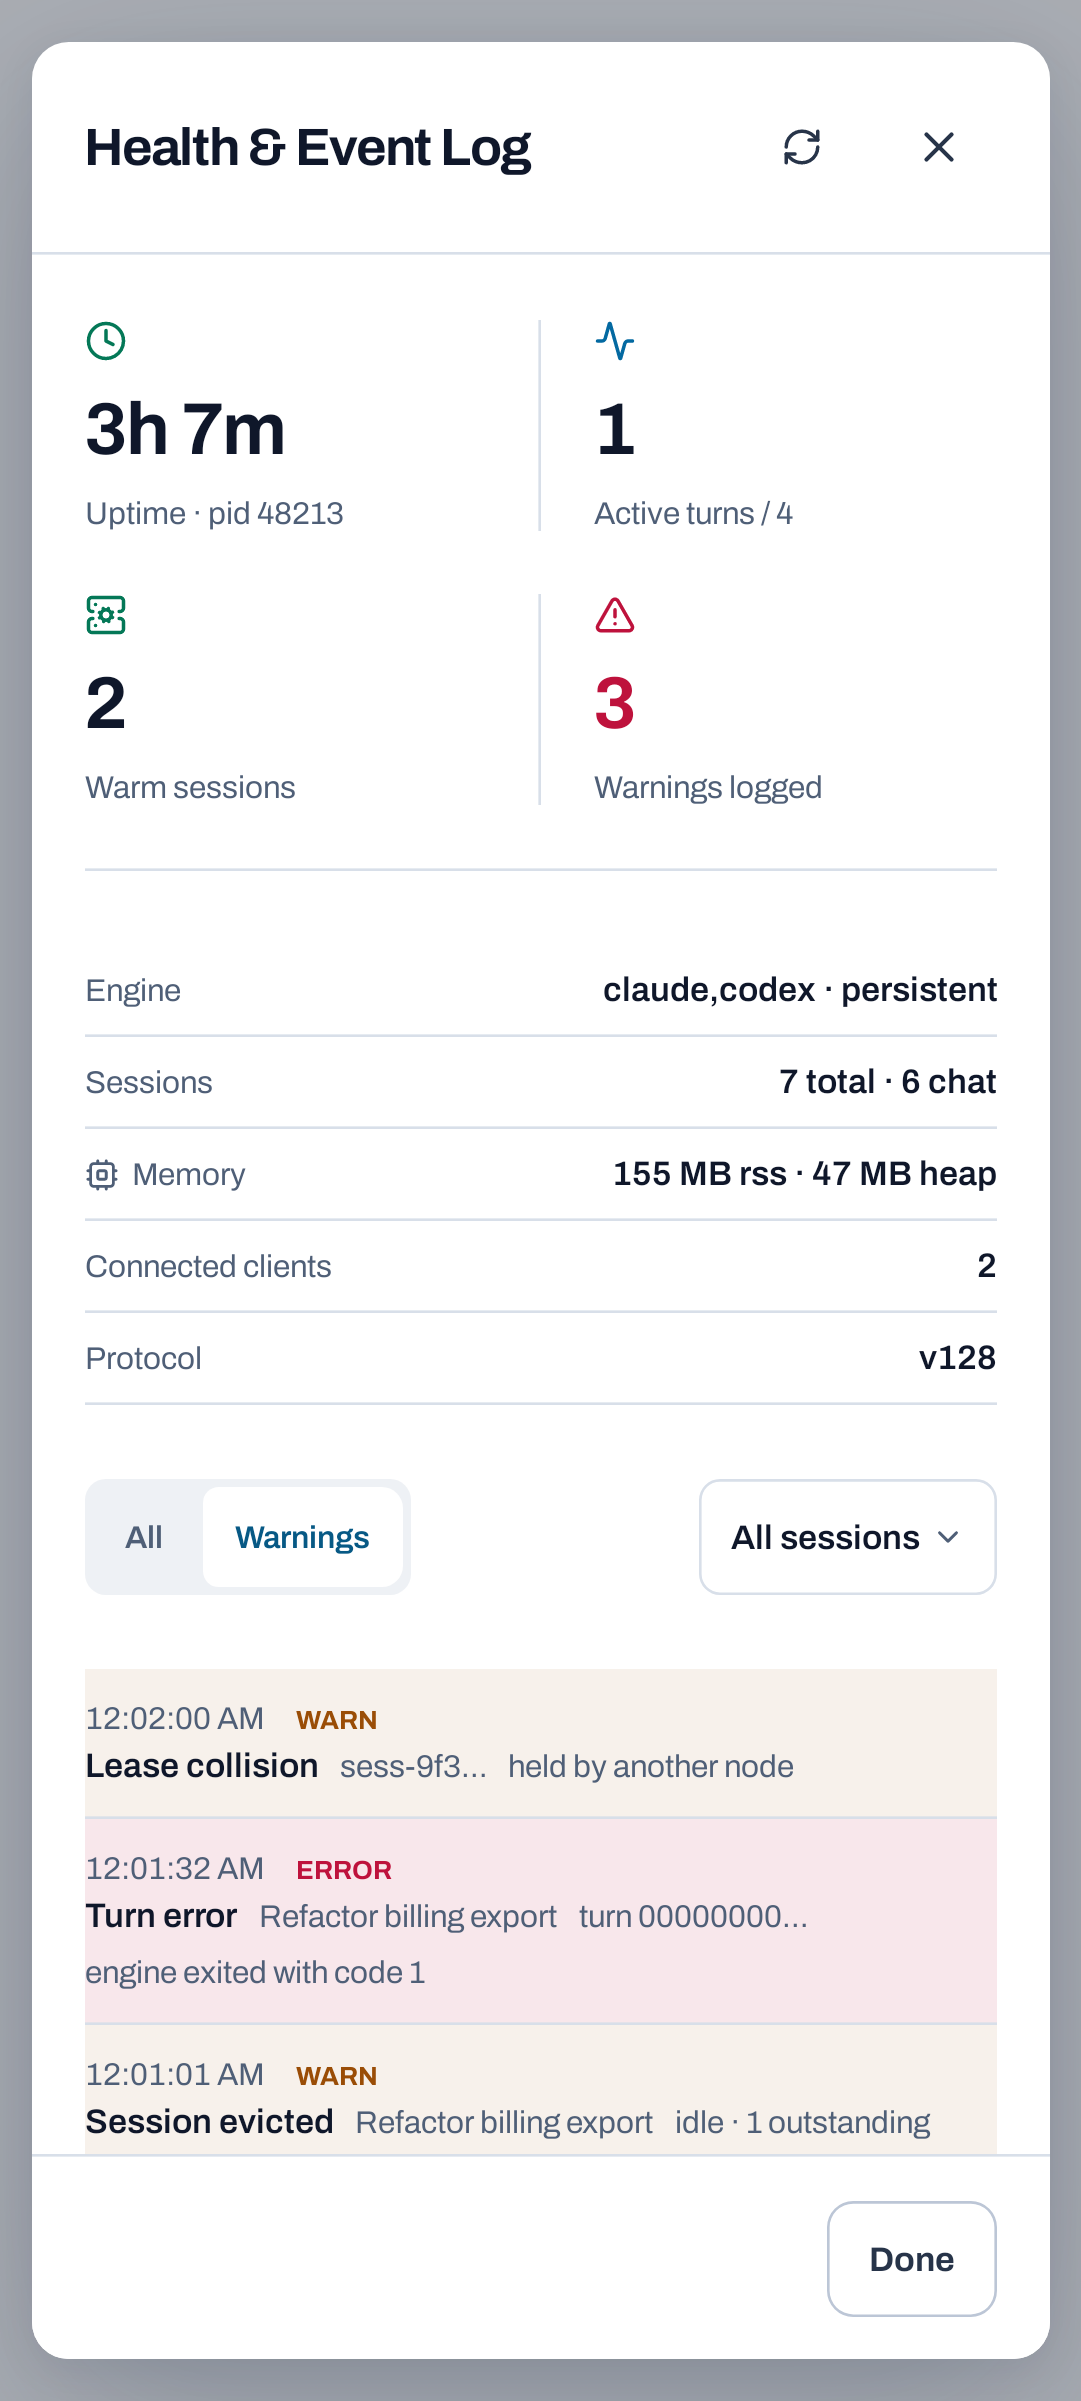 Health & Event Log
3h 7m
Uptime · pid 48213
1
Active turns / 4
2
Warm sessions
3
Warnings logged
Engine claude,codex · persistent
Sessions 7 total · 6 chat
Memory 155 MB rss · 47 MB heap
Connected clients 2
Protocol v128
All Warnings All sessions
12:02:00 AM WARN
Lease collision sess-9f3... held by another node
12:01:32 AM ERROR
Turn error Refactor billing export turn 00000000...
engine exited with code 1
12:01:01 AM WARN
Session evicted Refactor billing export idle · 1 outstanding
Done